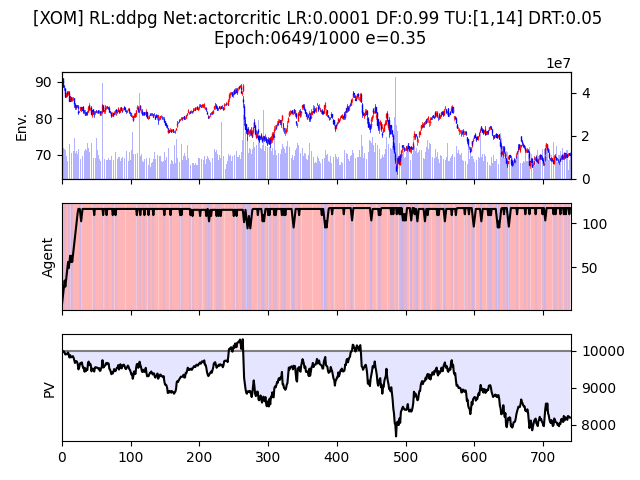 [XOM] RL:ddpg Net:actorcritic LR:0.0001 DF:0.99 TU:[1,14] DRT:0.05
Epoch:0649/1000 e=0.35
1e7
Env.
90
80
70
4
2
0
Agent
100
50
PV
10000
9000
8000
0 100 200 300 400 500 600 700